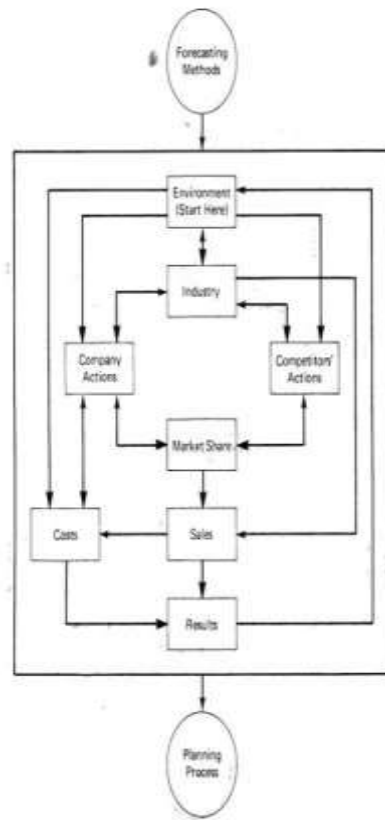 Forecasting
Methods
Environment
(Start Here)
Industry
Company
Actions
Competitors'
Actions
Market Share
Costs
Sales
Results
Planning
Process